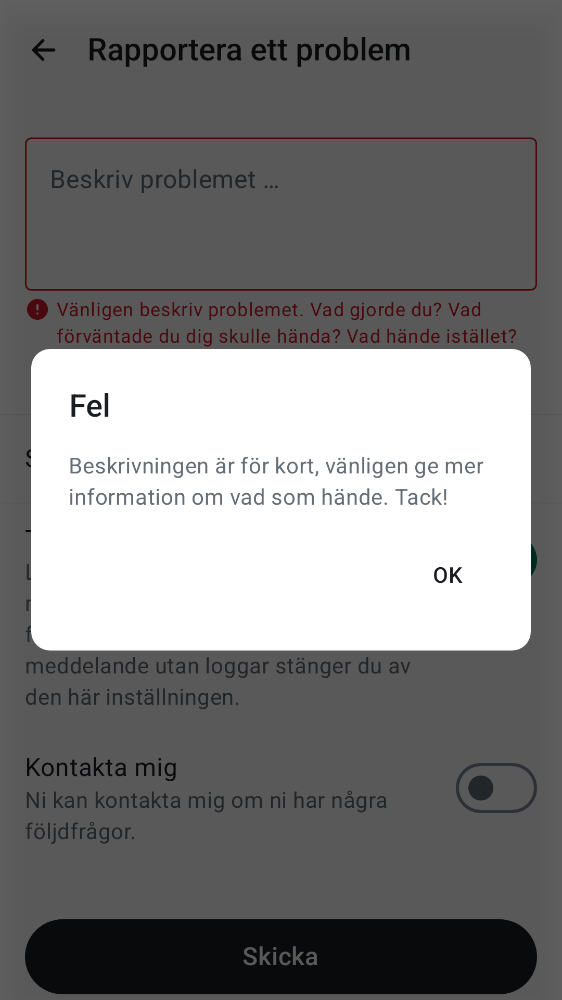 Rapportera ett problem
Beskriv problemet ...
Vänligen beskriv problemet. Vad gjorde du? Vad
förväntade du dig skulle hända? Vad hände istället?
Fel
Beskrivningen är för kort, vänligen ge mer
information om vad som hände. Tack!
OK
meddelande utan loggar stänger du av
den här inställningen.
Kontakta mig
Ni kan kontakta mig om ni har några
följdfrågor.
Skicka